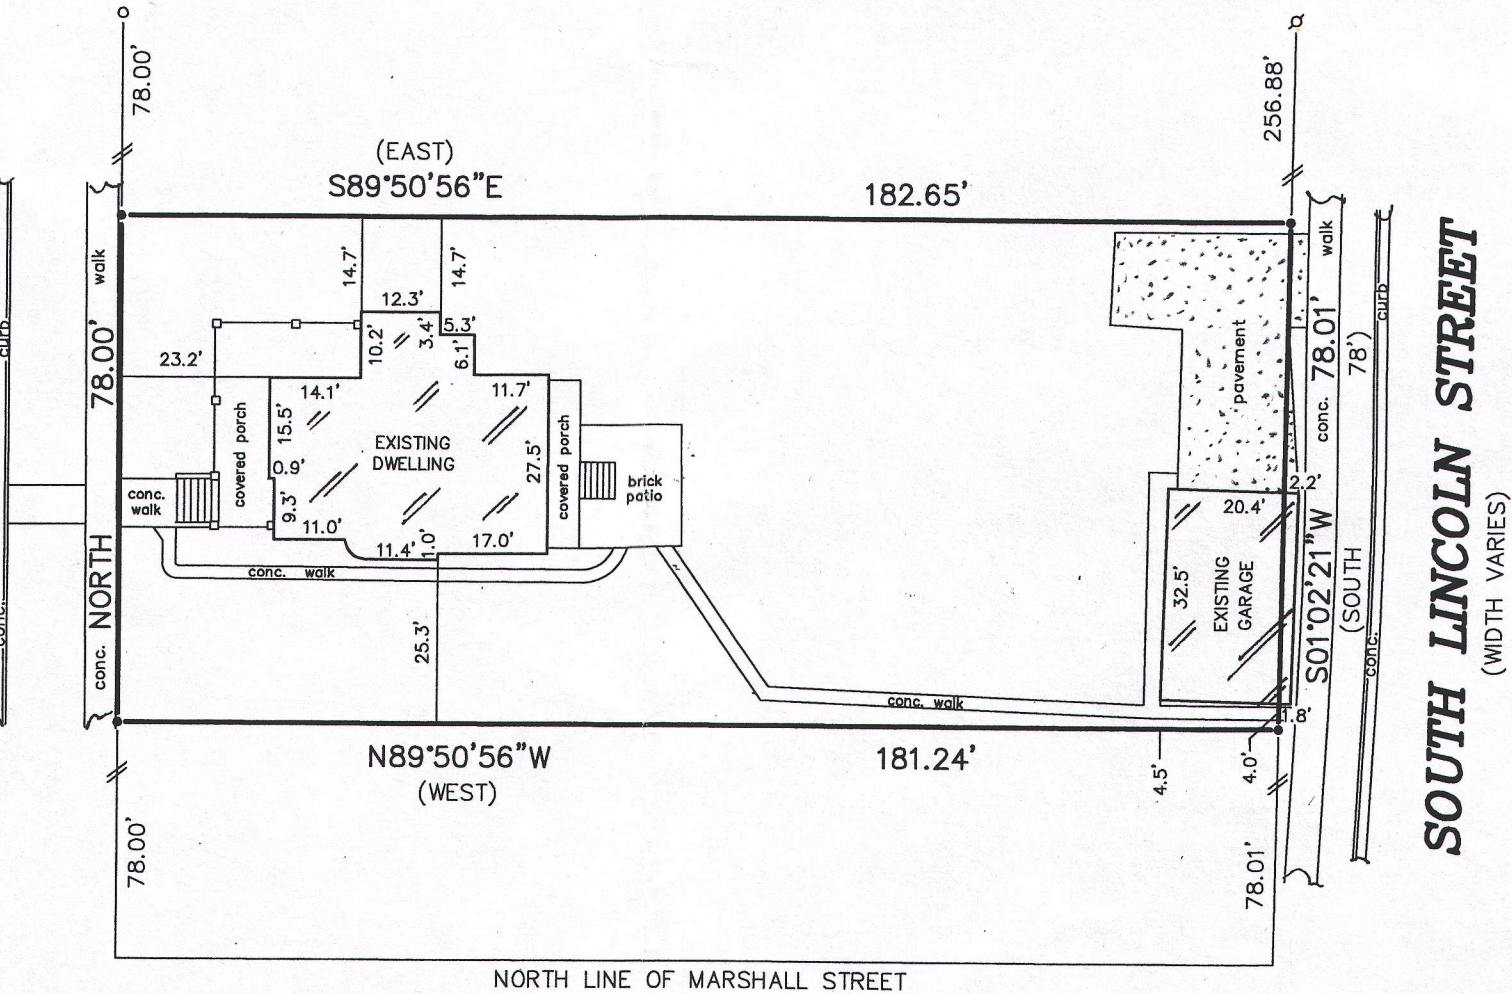 78.00'
256.88'
(EAST)
S89°50'56"E
182.65'
walk
walk
14.7'
14.7'
curb
curb
12.3'
5.3'
3.4'
10.2'
6.1'
23.2'
78.00'
78.01'
78')
pavement
14.1'
11.7'
15.5'
covered porch
EXISTING
DWELLING
27.5'
covered porch
conc.
0.9'
brick
patio
conc.
walk
9.3'
2.2'
20.4'
11.0'
11.4'
1.0'
17.0'
conc. walk
NORTH
S01°02'21"W
(SOUTH
32.5'
EXISTING
GARAGE
SOUTH LINCOLN STREET
(WIDTH VARIES)
25.3'
conc.
conc.
conc.
conc. walk
1.8'
N89°50'56"W
(WEST)
181.24'
4.5'
4.0'
78.00'
78.01'
NORTH LINE OF MARSHALL STREET